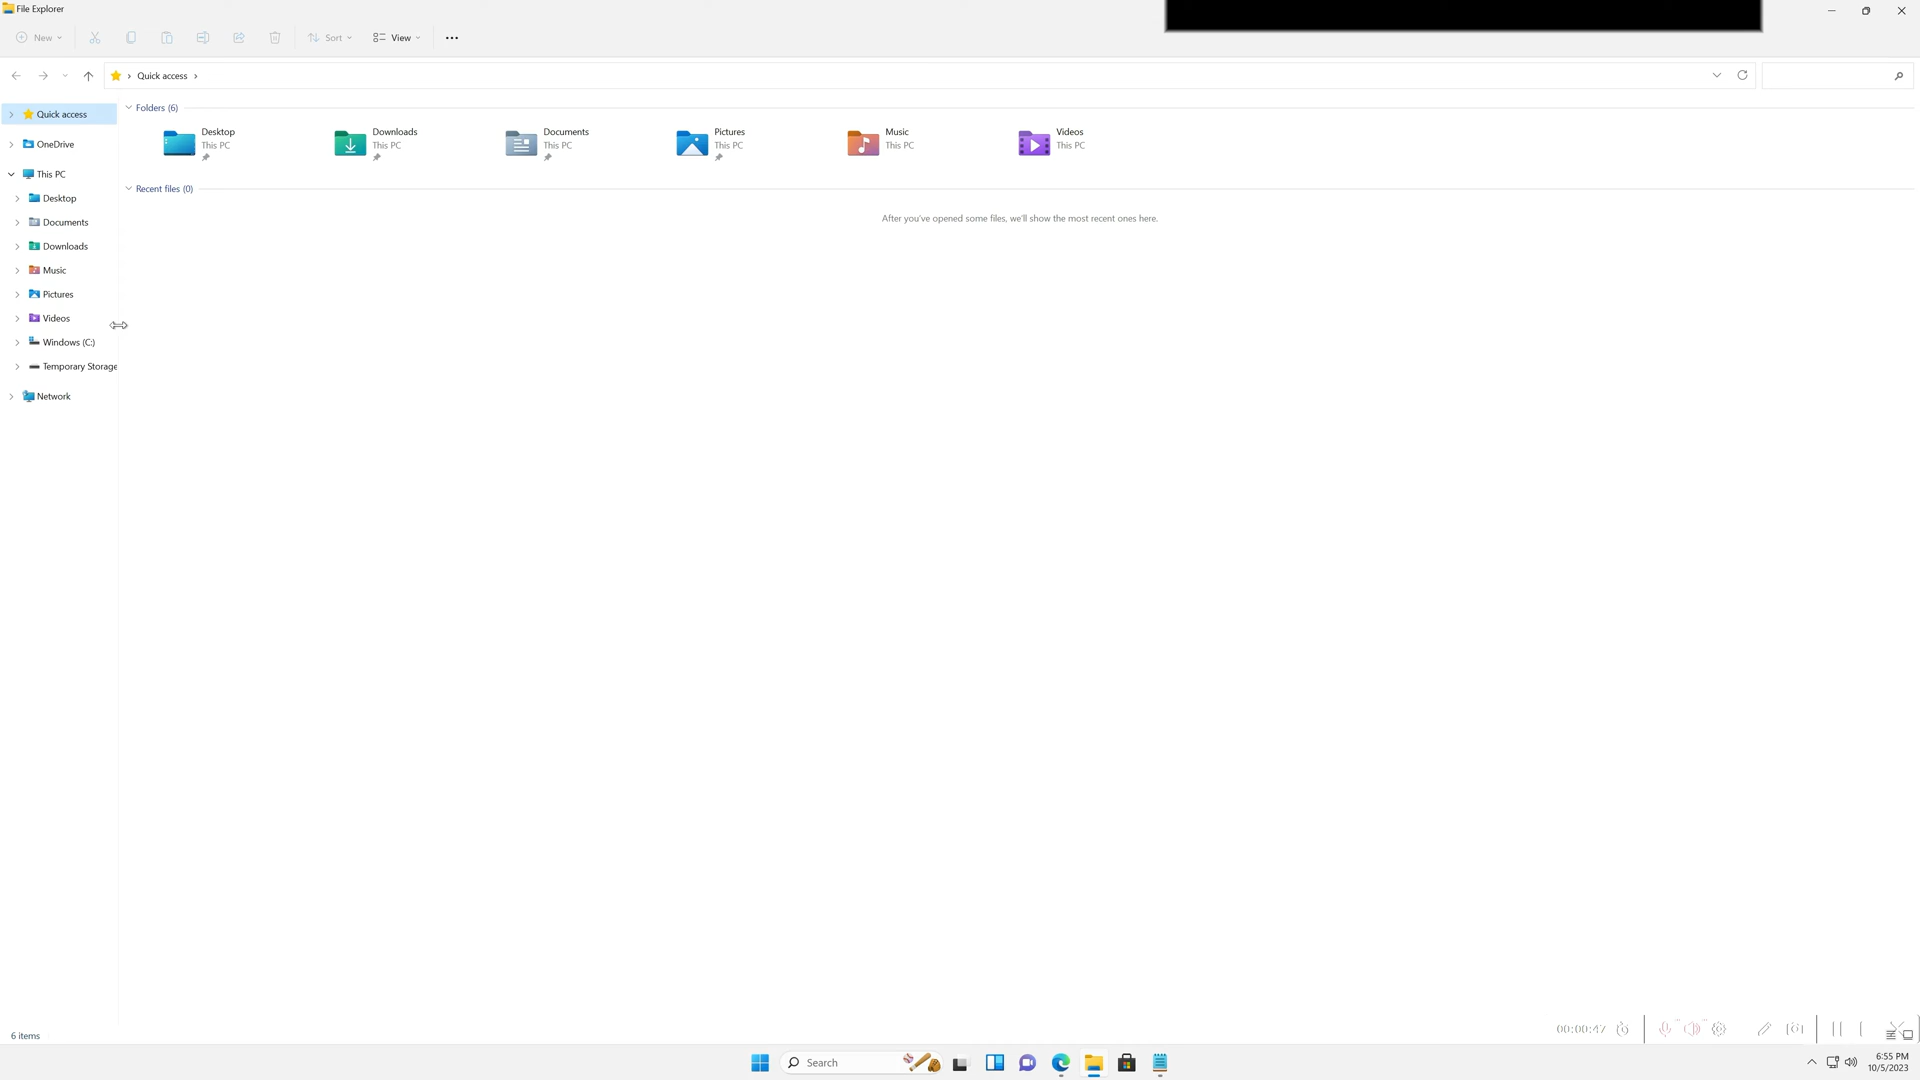 File Explorer
New
Sort
View
Quick access
Quick access
OneDrive
This PC
Desktop
Documents
Downloads
Music
Pictures
Videos
Windows (C:)
Temporary Storage
Network
Folders (6)
Desktop
This PC
Downloads
This PC
Documents
This PC
Pictures
This PC
Music
This PC
Videos
This PC
Recent files (0)
After you've opened some files, we'll show the most recent ones here.
6 items
00:00:47
Search
6:55 PM
10/5/2023